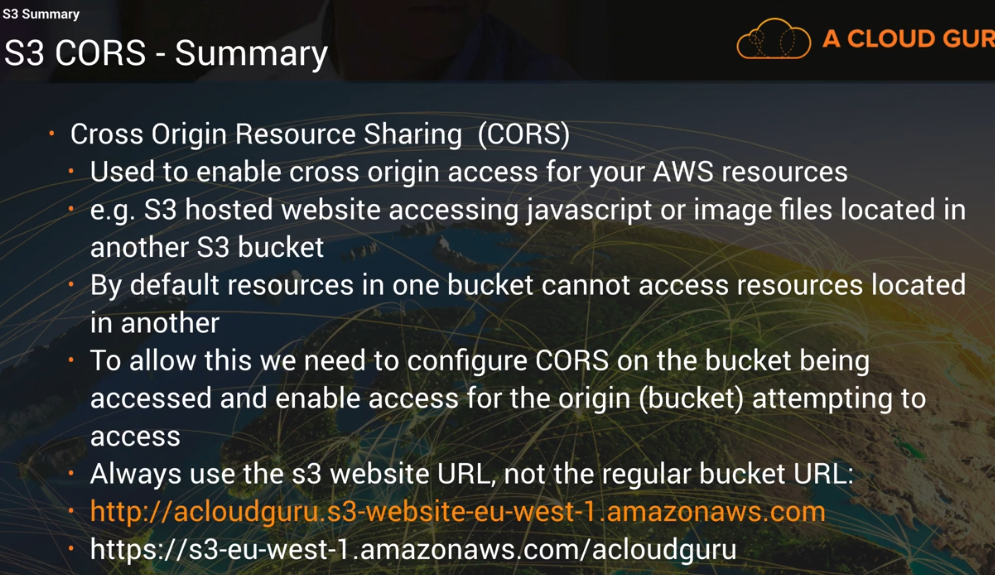 S3 Summary
S3 CORS - Summary
A CLOUD GUR
• Cross Origin Resource Sharing (CORS)
• Used to enable cross origin access for your AWS resources
• e.g. S3 hosted website accessing javascript or image files located in
another S3 bucket
• By default resources in one bucket cannot access resources located
in another
• To allow this we need to configure CORS on the bucket being
accessed and enable access for the origin (bucket) attempting to
access
• Always use the s3 website URL, not the regular bucket URL:
• http://acloudguru.s3-website-eu-west-1.amazonaws.com
• https://s3-eu-west-1.amazonaws.com/acloudguru